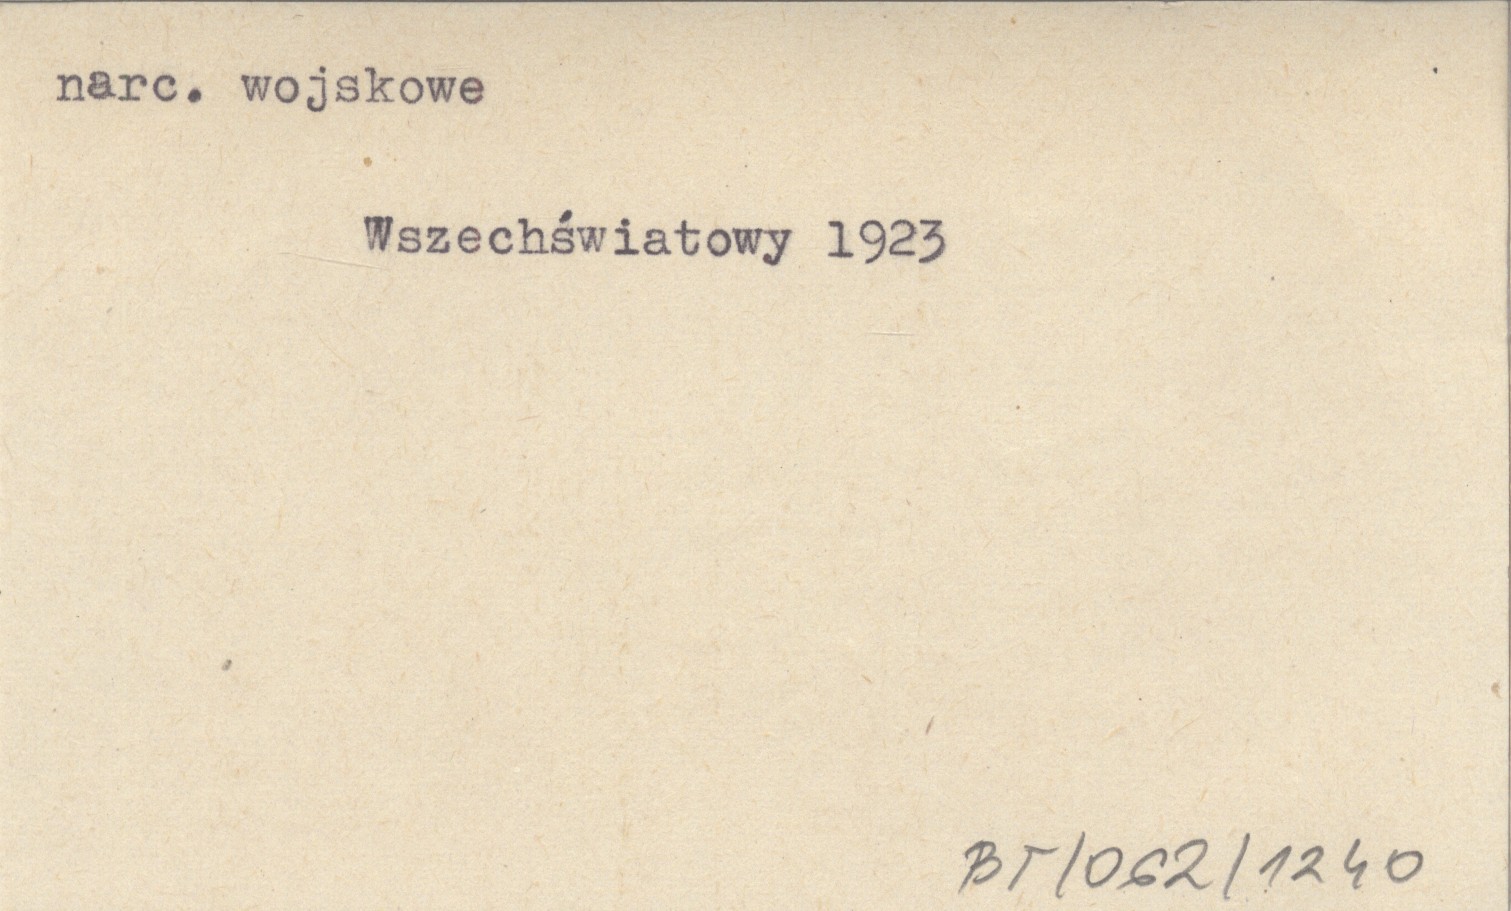 narc. wojskowe
Wszechświatowy 1923
BT/062/1240